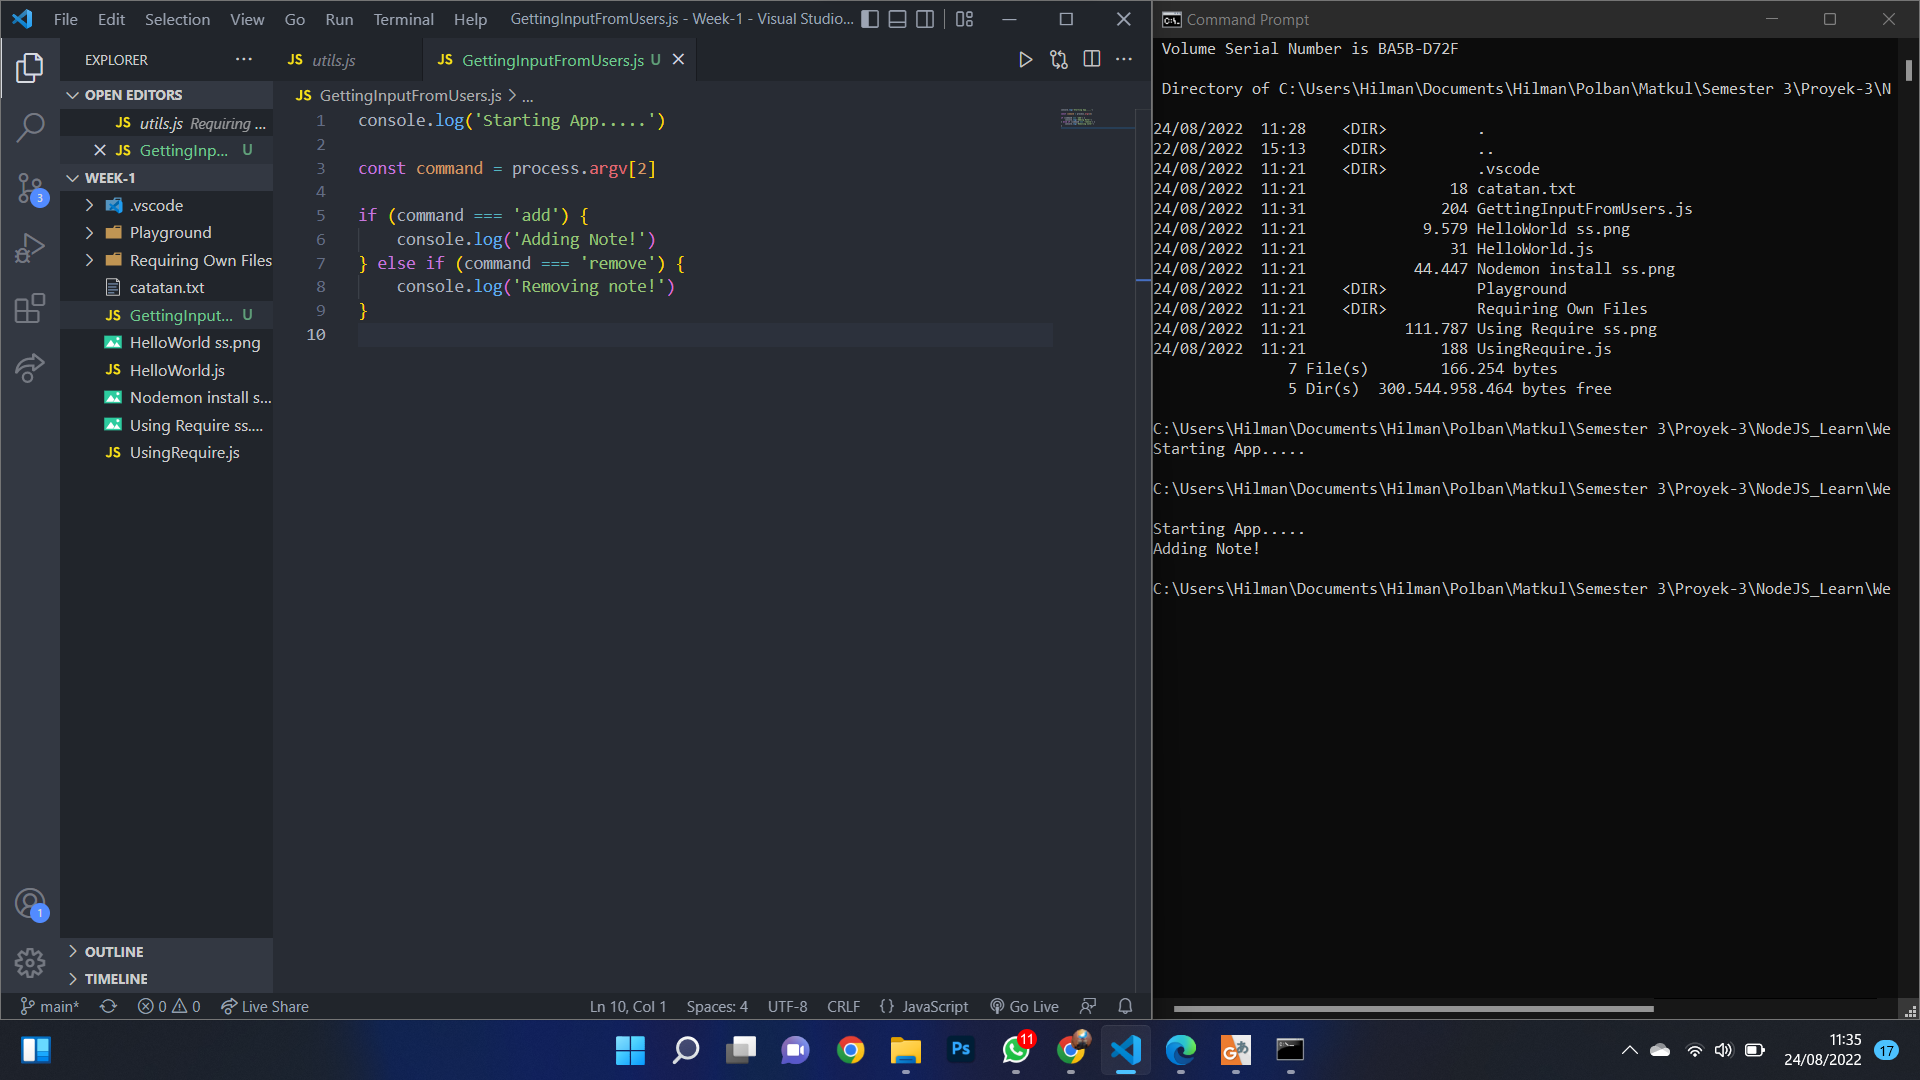 File Edit Selection View Go Run Terminal Help GettingInputFromUsers.js - Week-1 - Visual Studio...
EXPLORER
OPEN EDITORS
JS utils.js Requiring ...
JS GettingInp... U
WEEK-1
.vscode
Playground
Requiring Own Files
catatan.txt
JS GettingInput... U
HelloWorld ss.png
JS HelloWorld.js
Nodemon install s...
Using Require ss....
JS UsingRequire.js
OUTLINE
TIMELINE
3
1
JS utils.js
JS GettingInputFromUsers.js U
JS GettingInputFromUsers.js > ...
1 console.log('Starting App.....')
2
3 const command = process.argv[2]
4
5 if (command === 'add') {
6     console.log('Adding Note!')
7 } else if (command === 'remove') {
8     console.log('Removing note!')
9 }
10
main* 0 0 Live Share Ln 10, Col 1 Spaces: 4 UTF-8 CRLF {} JavaScript Go Live
Command Prompt
Volume Serial Number is BA5B-D72F
Directory of C:\Users\Hilman\Documents\Hilman\Polban\Matkul\Semester 3\Proyek-3\N
24/08/2022 11:28 <DIR> .
22/08/2022 15:13 <DIR> ..
24/08/2022 11:21 <DIR> .vscode
24/08/2022 11:21 18 catatan.txt
24/08/2022 11:31 204 GettingInputFromUsers.js
24/08/2022 11:21 9.579 HelloWorld ss.png
24/08/2022 11:21 31 HelloWorld.js
24/08/2022 11:21 44.447 Nodemon install ss.png
24/08/2022 11:21 <DIR> Playground
24/08/2022 11:21 <DIR> Requiring Own Files
24/08/2022 11:21 111.787 Using Require ss.png
24/08/2022 11:21 188 UsingRequire.js
7 File(s) 166.254 bytes
5 Dir(s) 300.544.958.464 bytes free
C:\Users\Hilman\Documents\Hilman\Polban\Matkul\Semester 3\Proyek-3\NodeJS_Learn\We
Starting App.....
C:\Users\Hilman\Documents\Hilman\Polban\Matkul\Semester 3\Proyek-3\NodeJS_Learn\We
Starting App.....
Adding Note!
C:\Users\Hilman\Documents\Hilman\Polban\Matkul\Semester 3\Proyek-3\NodeJS_Learn\We
Ps
11
11:35
24/08/2022
17